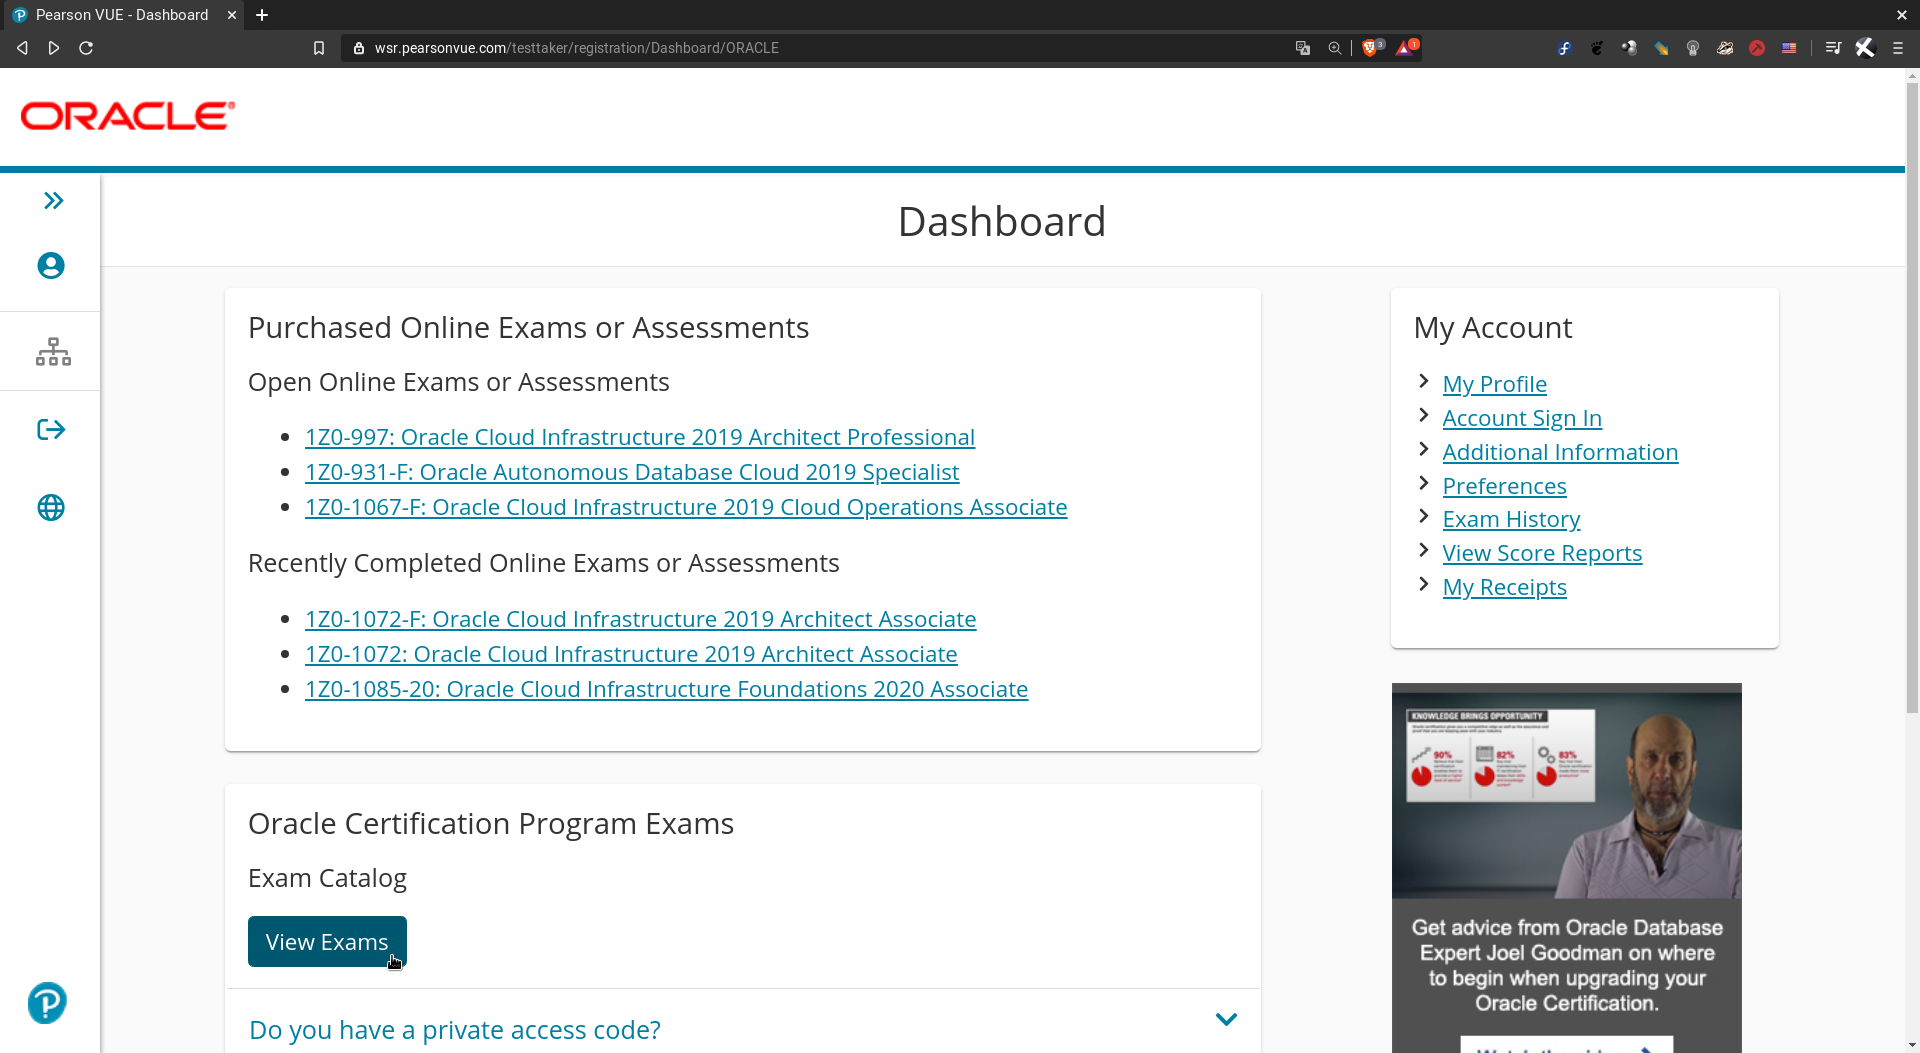 Pearson VUE - Dashboard
wsr.pearsonvue.com/testtaker/registration/Dashboard/ORACLE
3
1
ORACLE®
Dashboard
Purchased Online Exams or Assessments
Open Online Exams or Assessments
1Z0-997: Oracle Cloud Infrastructure 2019 Architect Professional
1Z0-931-F: Oracle Autonomous Database Cloud 2019 Specialist
1Z0-1067-F: Oracle Cloud Infrastructure 2019 Cloud Operations Associate
Recently Completed Online Exams or Assessments
1Z0-1072-F: Oracle Cloud Infrastructure 2019 Architect Associate
1Z0-1072: Oracle Cloud Infrastructure 2019 Architect Associate
1Z0-1085-20: Oracle Cloud Infrastructure Foundations 2020 Associate
Oracle Certification Program Exams
Exam Catalog
View Exams
Do you have a private access code?
My Account
My Profile
Account Sign In
Additional Information
Preferences
Exam History
View Score Reports
My Receipts
KNOWLEDGE BRINGS OPPORTUNITY
90%
82%
83%
Get advice from Oracle Database
Expert Joel Goodman on where
to begin when upgrading your
Oracle Certification.